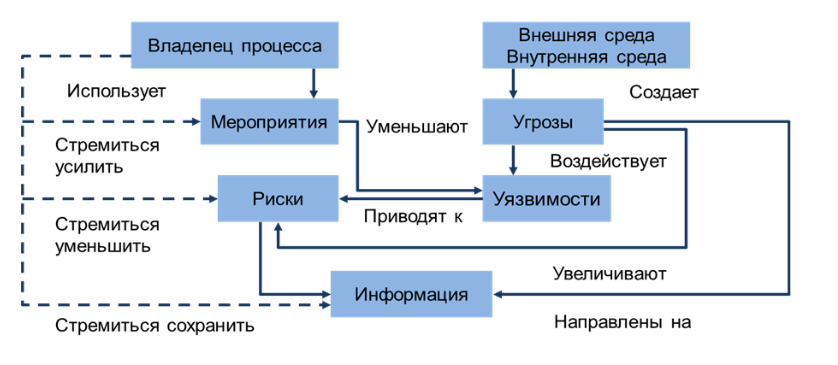 Владелец процесса
Внешняя среда
Внутренняя среда
Использует
Создает
Мероприятия
Уменьшают
Угрозы
Стремиться
усилить
Воздействует
Риски
Уязвимости
Приводят к
Стремиться
уменьшить
Увеличивают
Информация
Стремиться сохранить
Направлены на